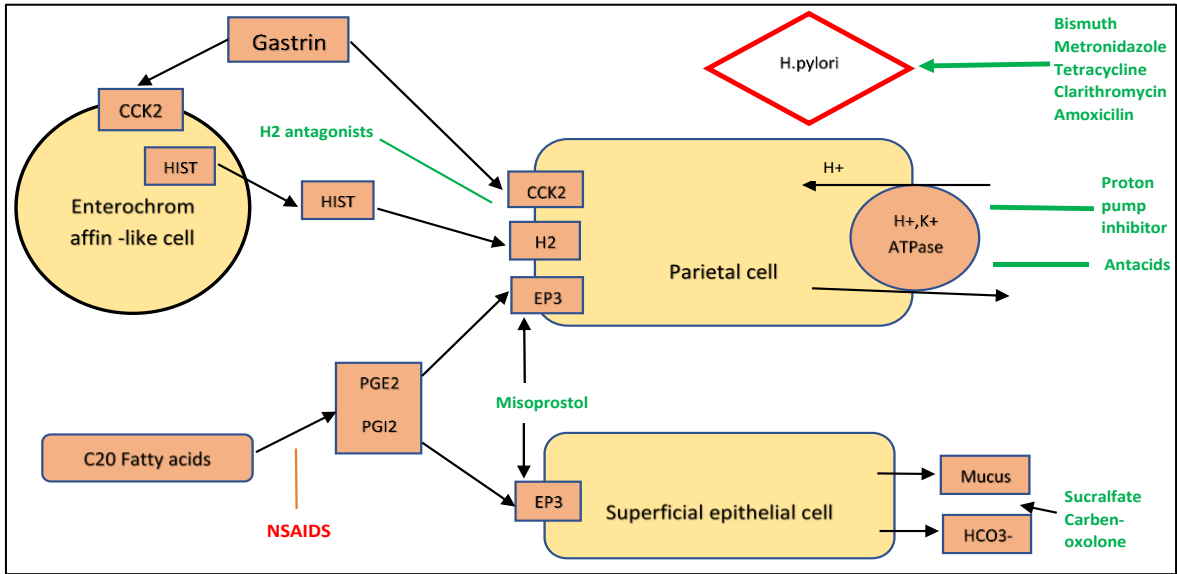 Gastrin
CCK2
HIST
Enterochrom
affin -like cell
HIST
H2 antagonists
CCK2
H2
EP3
Parietal cell
H+
H+,K+
ATPase
H.pylori
Bismuth
Metronidazole
Tetracycline
Clarithromycin
Amoxicilin
Proton
pump
inhibitor
Antacids
PGE2
PGI2
Misoprostol
C20 Fatty acids
NSAIDS
EP3
Superficial epithelial cell
Mucus
HCO3-
Sucralfate
Carben-
oxolone